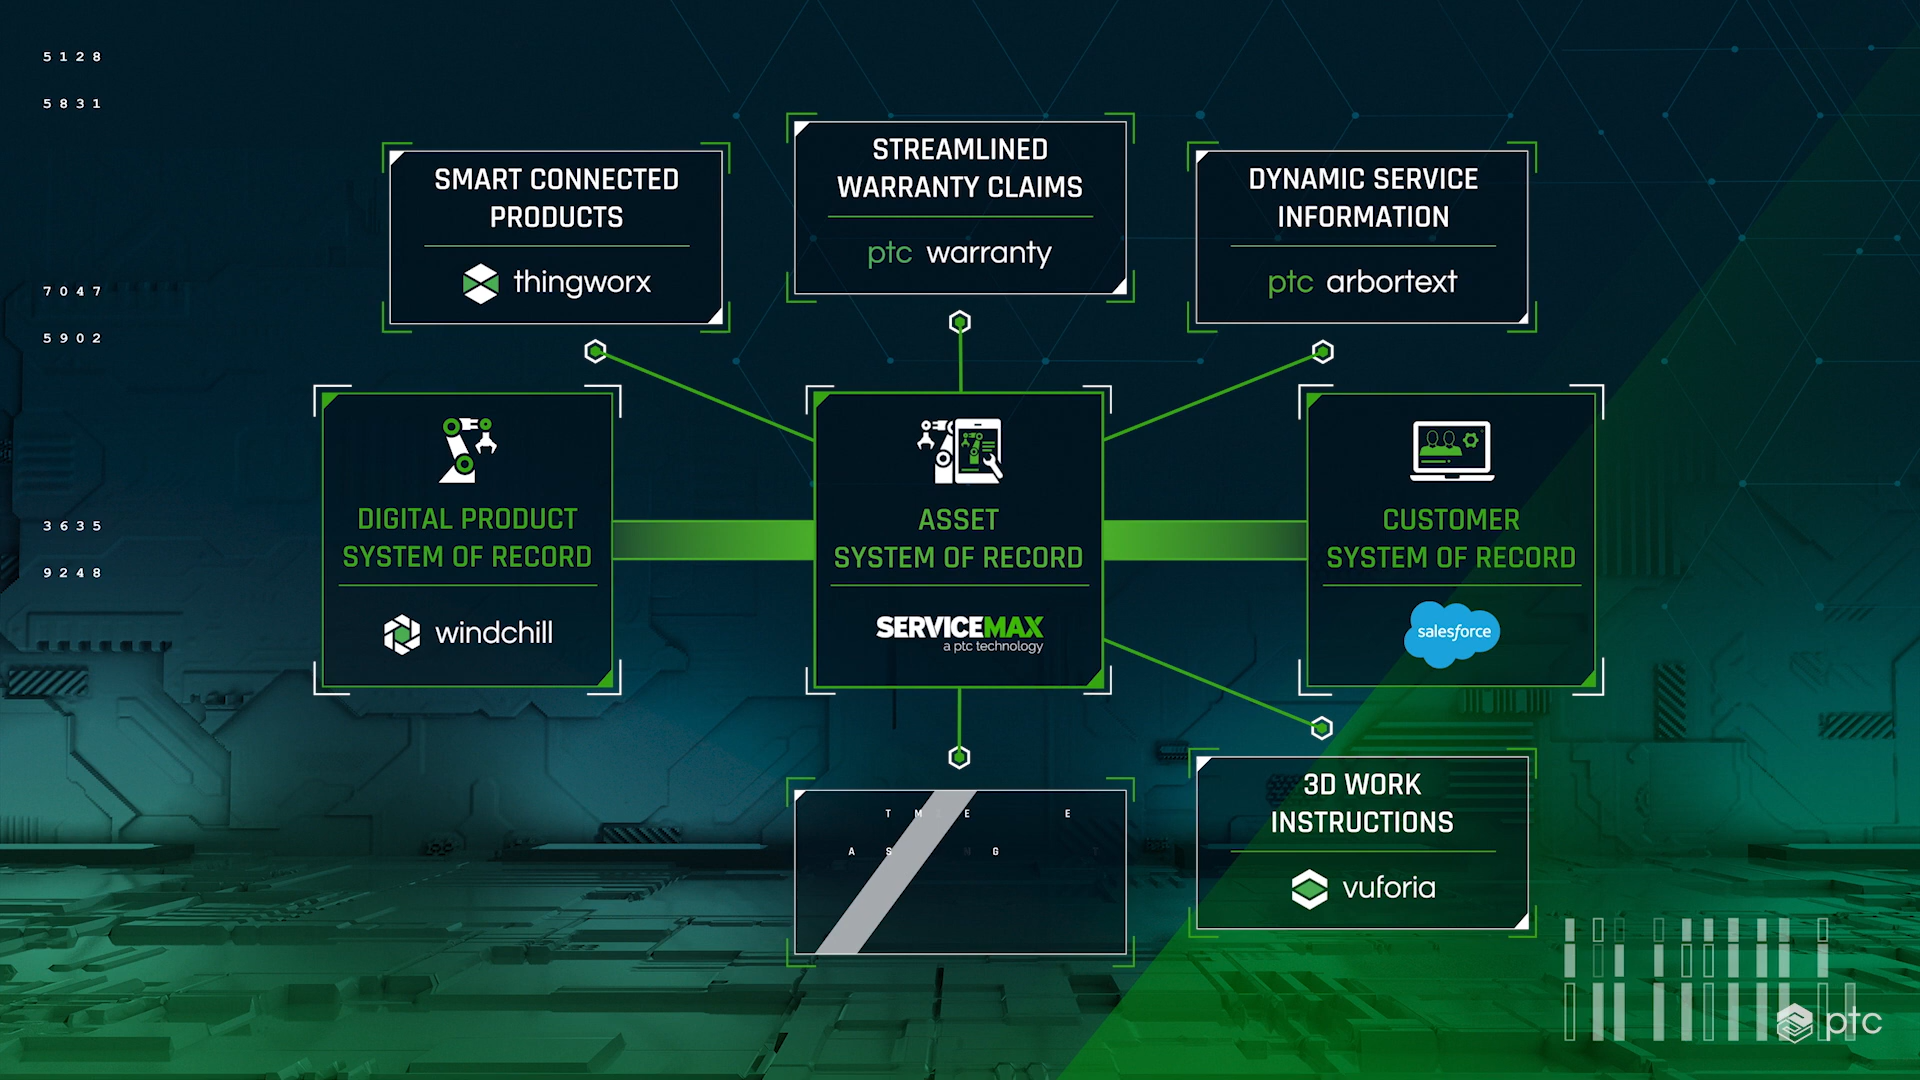 5128
5831
7047
5902
3635
9248
SMART CONNECTED
PRODUCTS
thingworx
STREAMLINED
WARRANTY CLAIMS
ptc warranty
DYNAMIC SERVICE
INFORMATION
ptc arbortext
DIGITAL PRODUCT
SYSTEM OF RECORD
windchill
ASSET
SYSTEM OF RECORD
SERVICEMAX
a ptc technology
CUSTOMER
SYSTEM OF RECORD
salesforce
T M E E
A S G
3D WORK
INSTRUCTIONS
vuforia
ptc